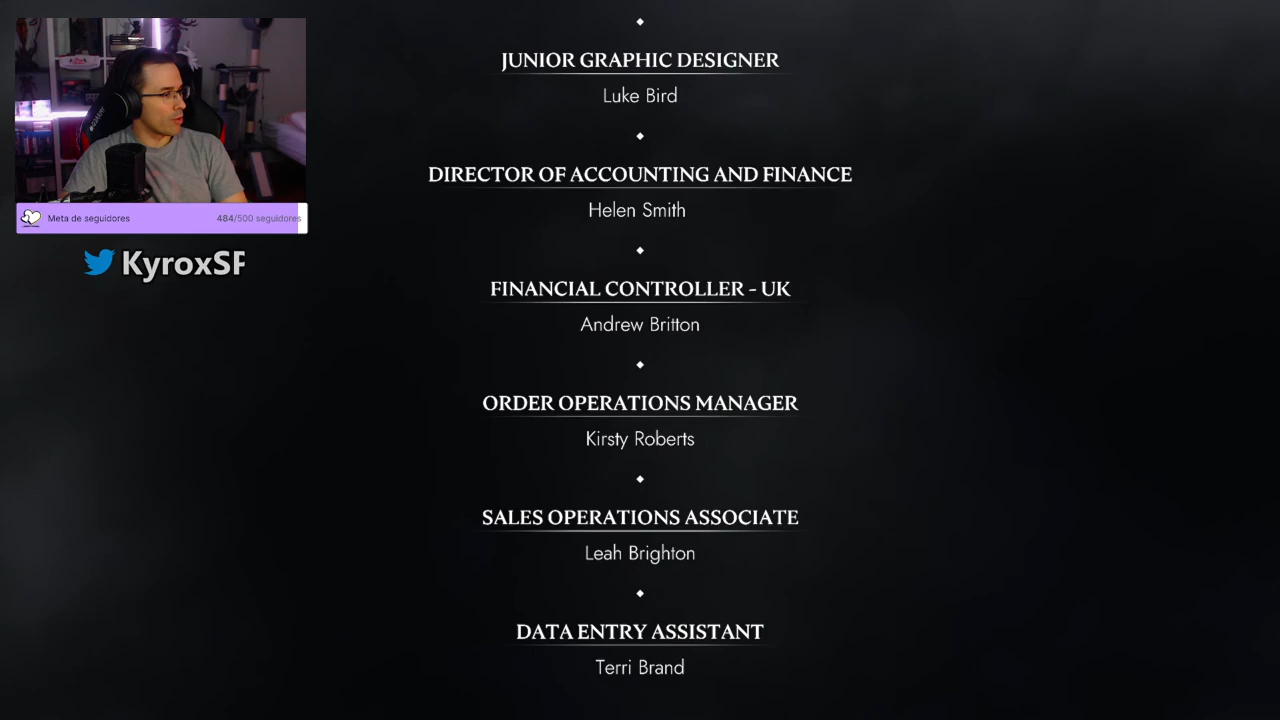 JUNIOR GRAPHIC DESIGNER
Luke Bird
DIRECTOR OF ACCOUNTING AND FINANCE
Helen Smith
FINANCIAL CONTROLLER - UK
Andrew Britton
ORDER OPERATIONS MANAGER
Kirsty Roberts
SALES OPERATIONS ASSOCIATE
Leah Brighton
DATA ENTRY ASSISTANT
Terri Brand
Meta de seguidores 484/500 seguidores
KyroxSF